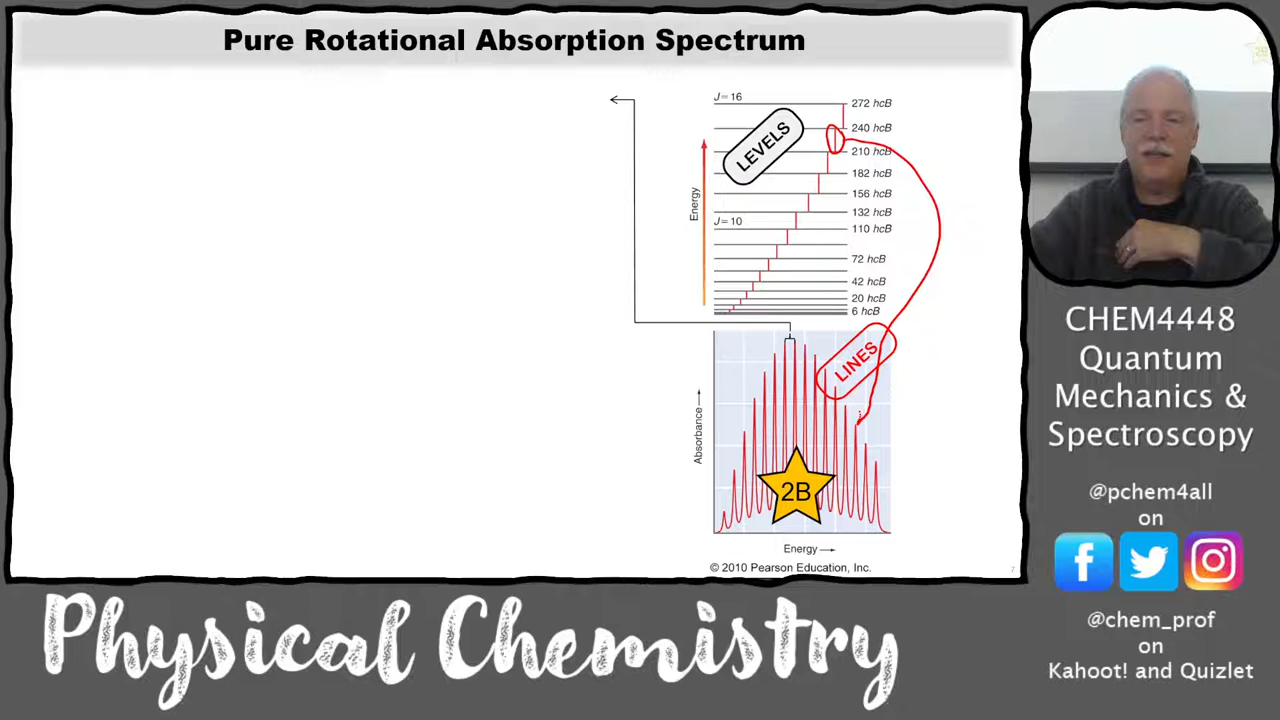 Pure Rotational Absorption Spectrum
J = 16
272 hcB
240 hcB
LEVELS
210 hcB
182 hcB
156 hcB
Energy
132 hcB
J = 10
110 hcB
72 hcB
42 hcB
20 hcB
6 hcB
LINES
Absorbance
2B
Energy
© 2010 Pearson Education, Inc.
7
2B
CHEM4448
Quantum
Mechanics &
Spectroscopy
@pchem4all
on
@chem_prof
on
Kahoot! and Quizlet
Physical Chemistry